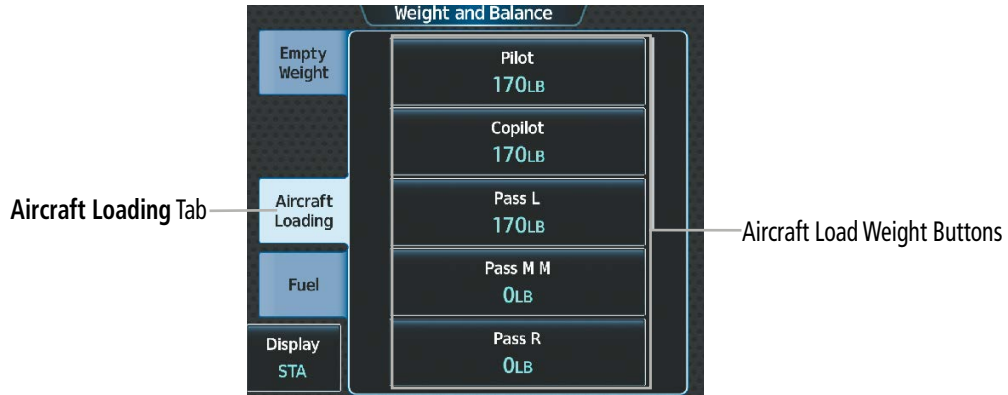 Weight and Balance
Empty
Weight
Pilot
170LB
Copilot
170LB
Aircraft Loading Tab
Aircraft
Loading
Pass L
170LB
Aircraft Load Weight Buttons
Fuel
Pass M M
0LB
Display
STA
Pass R
0LB